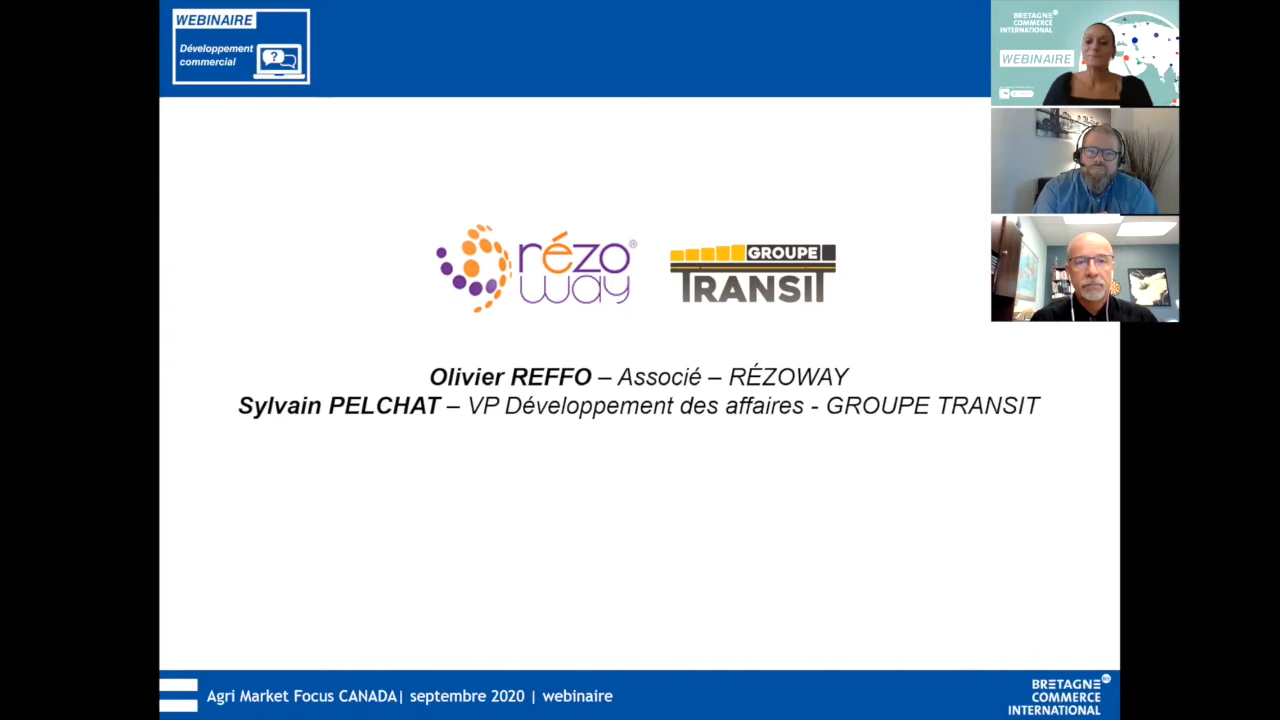 WEBINAIRE
Développement
commercial
?
BRETAGNE
COMMERCE
INTERNATIONAL
WEBINAIRE
rézo
way
GROUPE
TRANSIT
Olivier REFFO – Associé – RÉZOWAY
Sylvain PELCHAT – VP Développement des affaires - GROUPE TRANSIT
Agri Market Focus CANADA| septembre 2020 | webinaire
BRETAGNE
COMMERCE
INTERNATIONAL